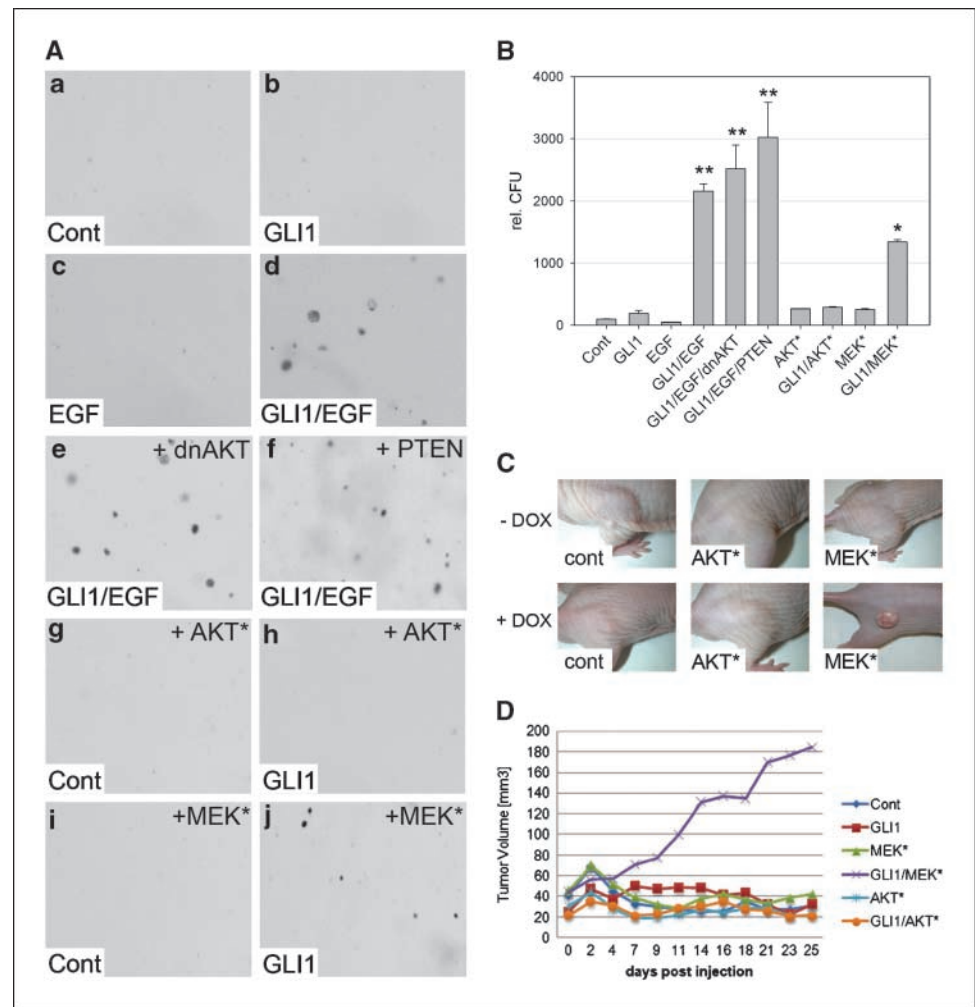 A
a
Cont
b
GLI1
c
EGF
d
GLI1/EGF
e
+ dnAKT
GLI1/EGF
f
+ PTEN
GLI1/EGF
g
+ AKT*
Cont
h
+ AKT*
GLI1
i
+MEK*
Cont
j
+MEK*
GLI1
B
4000
3000
2000
1000
0
rel. CFU
**
**
**
*
Cont
GLI1
EGF
GLI1/EGF
GLI1/EGF/dnAKT
GLI1/EGF/PTEN
AKT*
GLI1/AKT*
MEK*
GLI1/MEK*
C
- DOX
cont
AKT*
MEK*
+ DOX
cont
AKT*
MEK*
D
200
180
160
140
120
100
80
60
40
20
0
Tumor Volume [mm3]
0 2 4 7 9 11 14 16 18 21 23 25
days post injection
Cont
GLI1
MEK*
GLI1/MEK*
AKT*
GLI1/AKT*